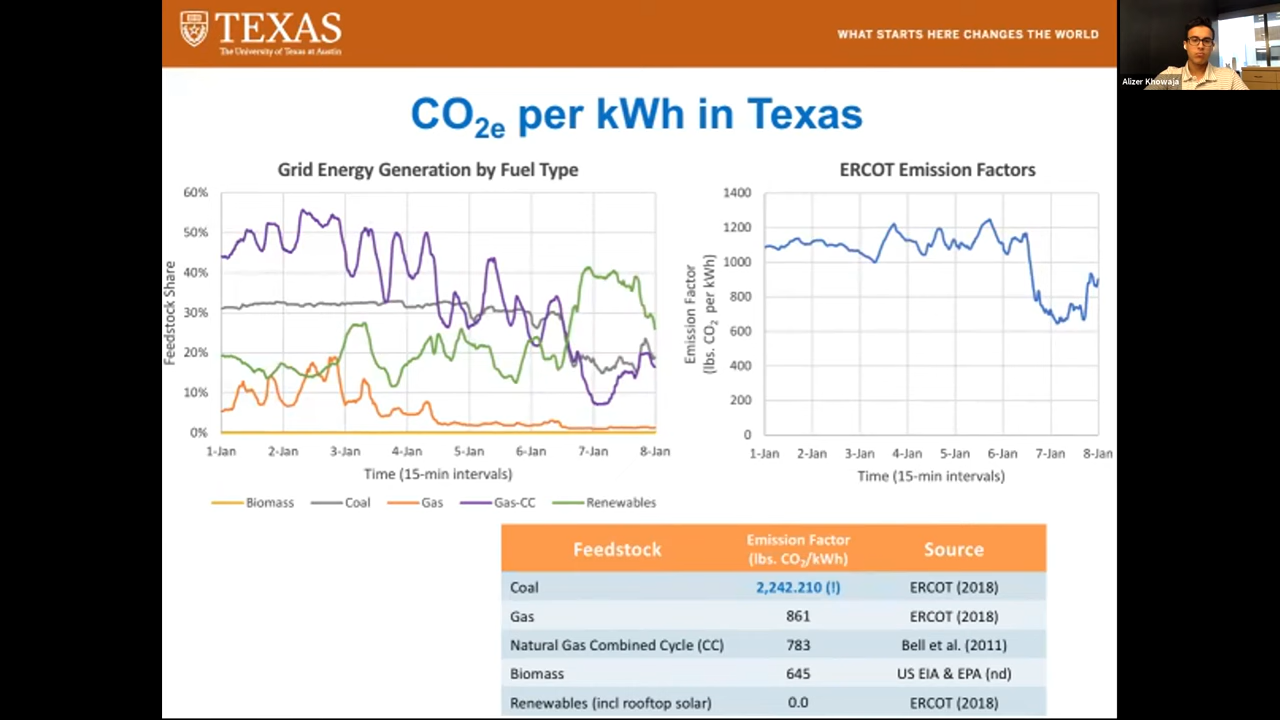 TEXAS
The University of Texas at Austin
WHAT STARTS HERE CHANGES THE WORLD
Alizer Khowaja
CO2e per kWh in Texas
Grid Energy Generation by Fuel Type
60%
50%
40%
30%
20%
10%
0%
Feedstock Share
1-Jan 2-Jan 3-Jan 4-Jan 5-Jan 6-Jan 7-Jan 8-Jan
Time (15-min intervals)
Biomass Coal Gas Gas-CC Renewables
ERCOT Emission Factors
1400
1200
1000
800
600
400
200
0
Emission Factor
(lbs. CO2 per kWh)
1-Jan 2-Jan 3-Jan 4-Jan 5-Jan 6-Jan 7-Jan 8-Jan
Time (15-min intervals)
Feedstock Emission Factor (lbs. CO2/kWh) Source
Coal 2,242.210 (!) ERCOT (2018)
Gas 861 ERCOT (2018)
Natural Gas Combined Cycle (CC) 783 Bell et al. (2011)
Biomass 645 US EIA & EPA (nd)
Renewables (incl rooftop solar) 0.0 ERCOT (2018)